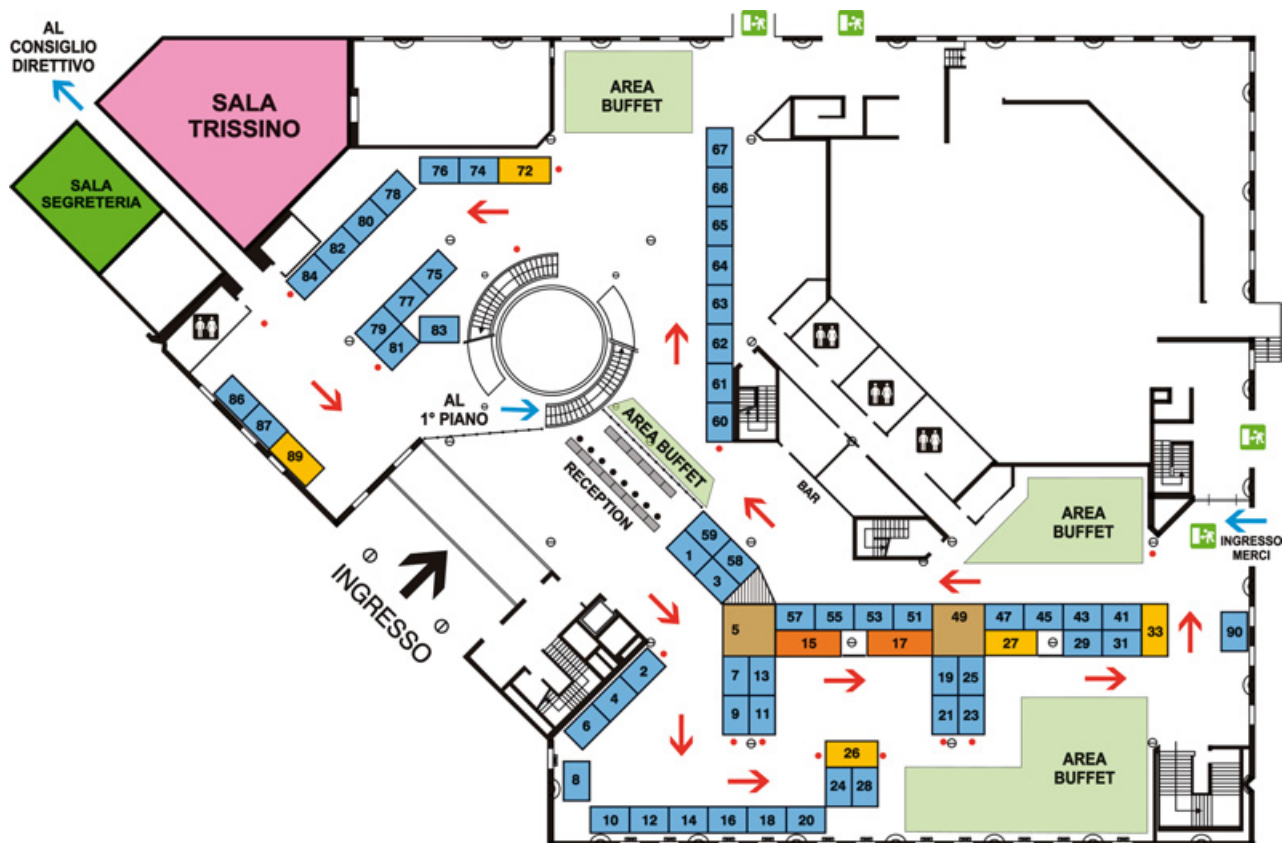 AL
CONSIGLIO
DIRETTIVO
SALA
TRISSINO
AREA
BUFFET
SALA
SEGRETERIA
76 74 72
67
66
65
64
63
62
61
60
78
80
82
84
75
77
79
81
83
86
87
89
AL
1° PIANO
AREA BUFFET
RECEPTION
BAR
INGRESSO
AREA
BUFFET
INGRESSO
MERCI
59
1
58
3
5
57 55 53 51 49 47 45 43 41
15 17 27 29 31 33
90
7 13
9 11
19 25
21 23
2
4
6
8
26
24 28
10 12 14 16 18 20
AREA
BUFFET